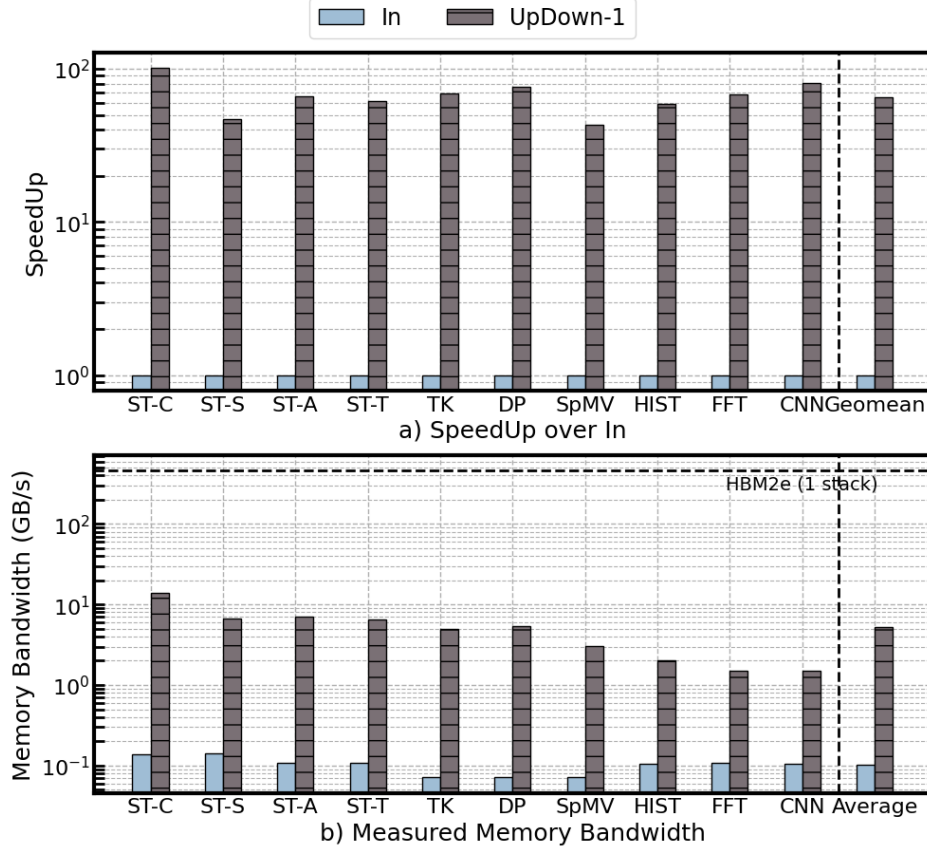 In UpDown-1
SpeedUp
10²
10¹
10⁰
ST-C ST-S ST-A ST-T TK DP SpMV HIST FFT CNN Geomean
a) SpeedUp over In
Memory Bandwidth (GB/s)
HBM2e (1 stack)
10²
10¹
10⁰
10⁻¹
ST-C ST-S ST-A ST-T TK DP SpMV HIST FFT CNN Average
b) Measured Memory Bandwidth